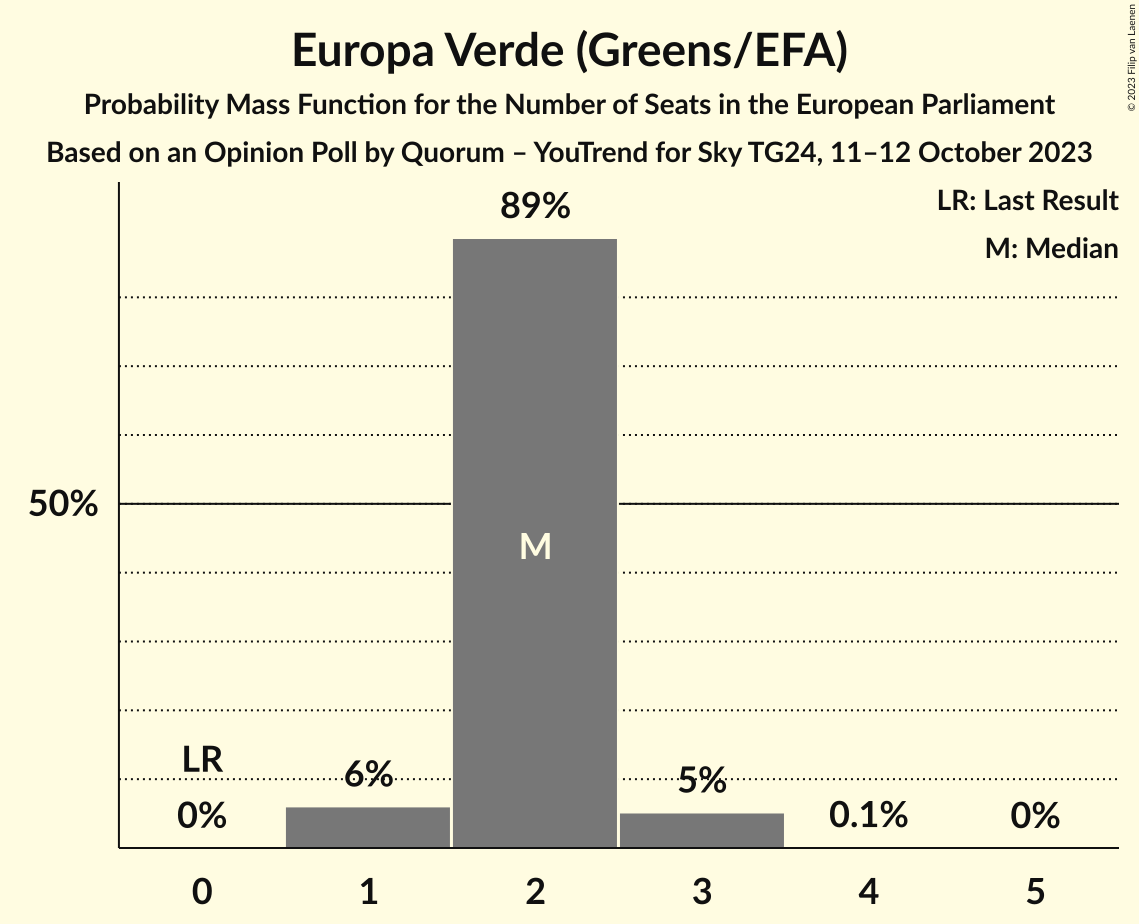 Europa Verde (Greens/EFA)
Probability Mass Function for the Number of Seats in the European Parliament
Based on an Opinion Poll by Quorum – YouTrend for Sky TG24, 11–12 October 2023
© 2023 Filip van Laenen
LR: Last Result
M: Median
89%
50%
M
LR
0%
6%
5%
0.1%
0%
0 1 2 3 4 5